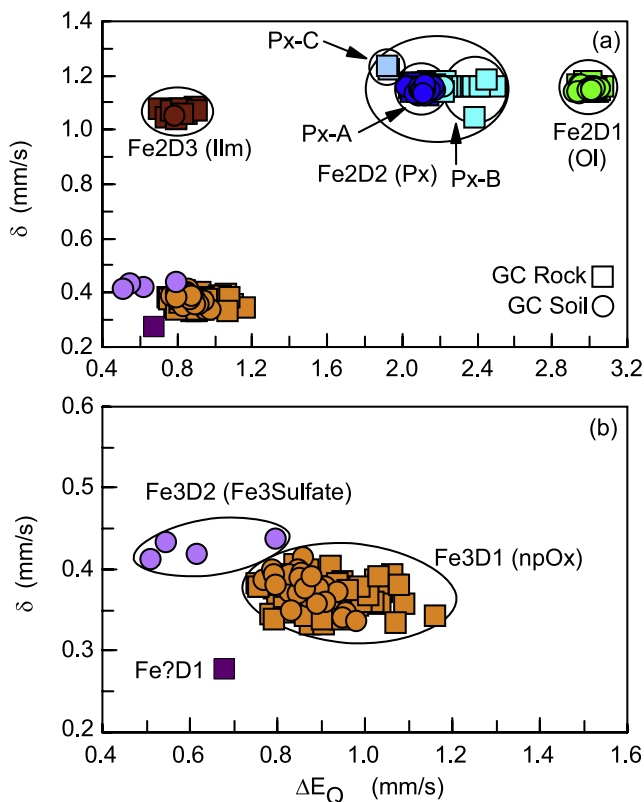 (a)
1.6
1.4
1.2
1.0
0.8
0.6
0.4
0.2
δ (mm/s)
Px-C
Px-A
Fe2D3 (Ilm)
Fe2D2 (Px)
Px-B
Fe2D1
(Ol)
GC Rock
GC Soil
0.4 0.8 1.2 1.6 2.0 2.4 2.8 3.2
(b)
0.6
0.5
0.4
0.3
0.2
δ (mm/s)
Fe3D2 (Fe3Sulfate)
Fe3D1 (npOx)
Fe?D1
0.4 0.6 0.8 1.0 1.2 1.4 1.6
ΔEQ (mm/s)